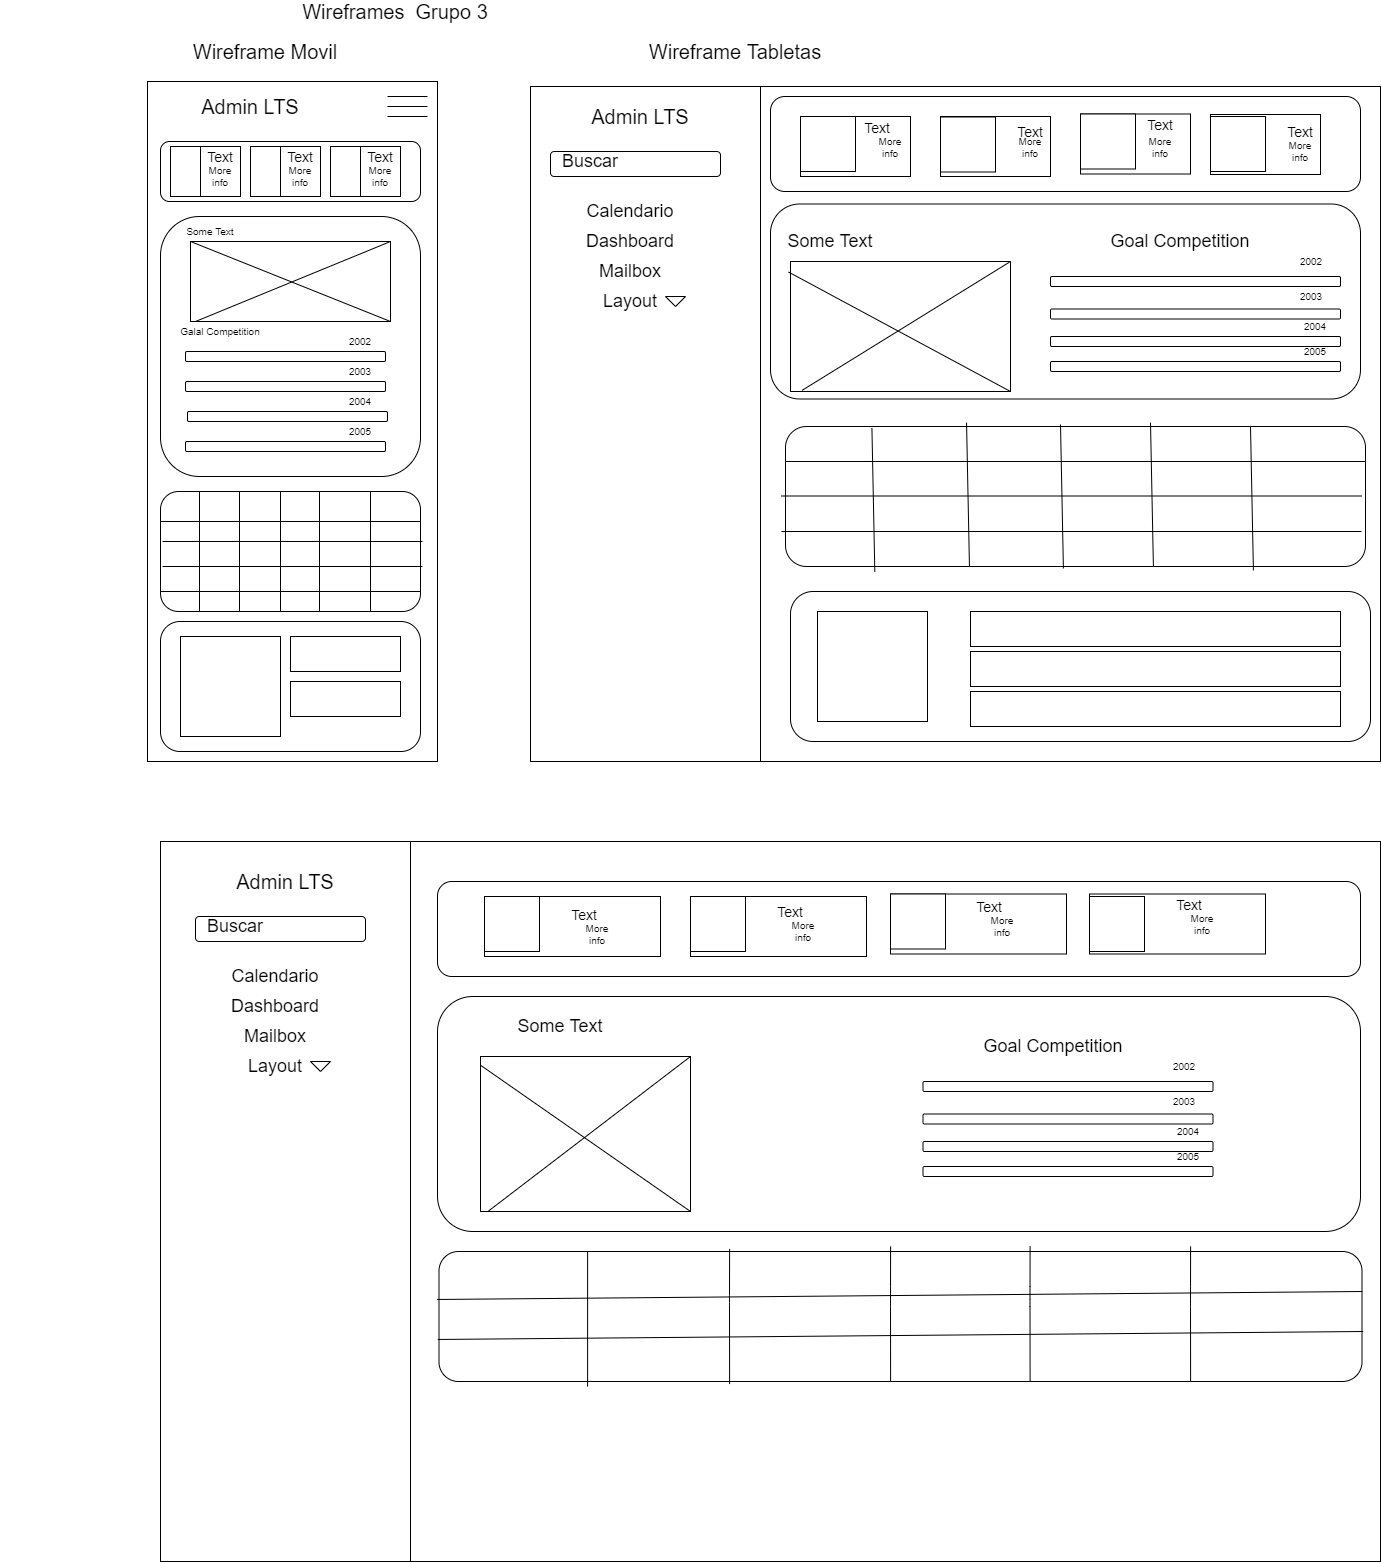 Wireframes  Grupo 3
Wireframe Movil
Admin LTS
Text
More
info
Text
More
info
Text
More
info
Some Text
Galal Competition
2002
2003
2004
2005
Wireframe Tabletas
Admin LTS
Buscar
Calendario
Dashboard
Mailbox
Layout
Text
More
info
Text
More
info
Text
More
info
Text
More
info
Some Text
Goal Competition
2002
2003
2004
2005
Admin LTS
Buscar
Calendario
Dashboard
Mailbox
Layout
Text
More
info
Text
More
info
Text
More
info
Text
More
info
Some Text
Goal Competition
2002
2003
2004
2005